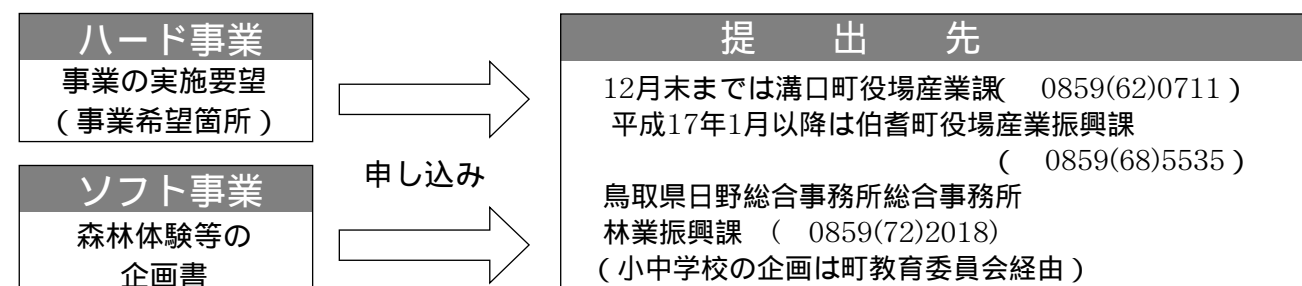 ハード事業
事業の実施要望
(事業希望箇所)
ソフト事業
森林体験等の
企画書
申し込み
提 出 先
12月末までは溝口町役場産業課( 0859(62)0711)
平成17年1月以降は伯耆町役場産業振興課
( 0859(68)5535)
鳥取県日野総合事務所総合事務所
林業振興課 ( 0859(72)2018)
(小中学校の企画は町教育委員会経由)